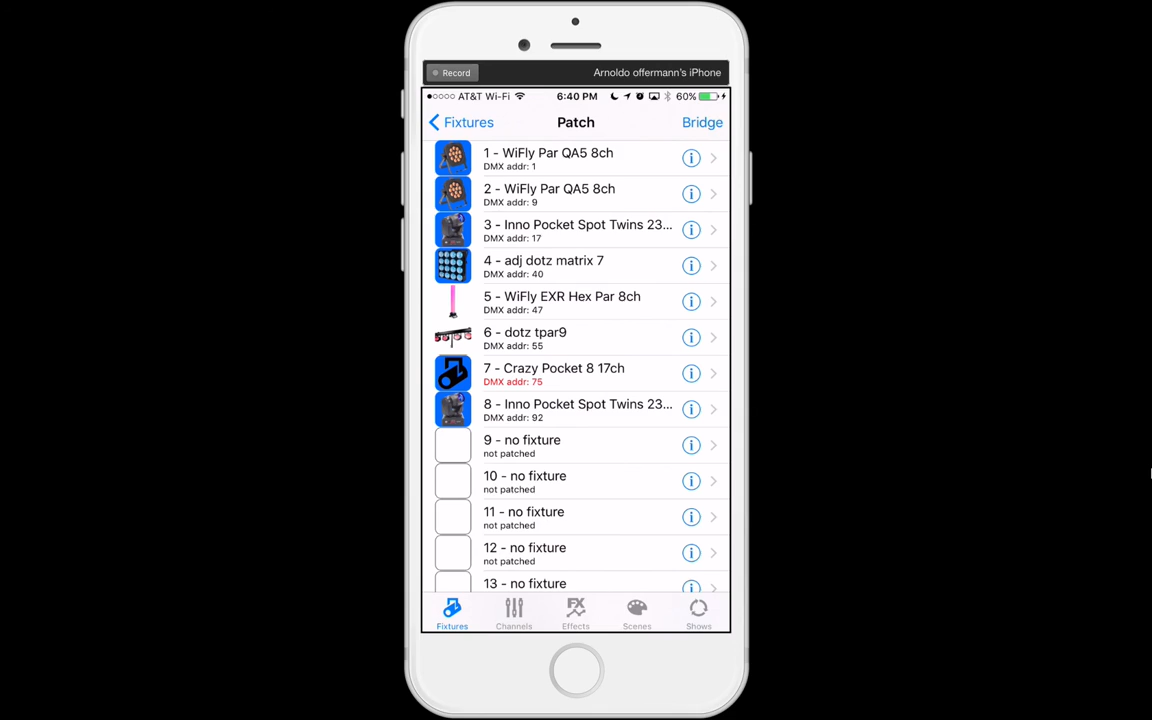 Record
Arnoldo offermann's iPhone
AT&T Wi-Fi 6:40 PM 60%
Fixtures Patch Bridge
1 - WiFly Par QA5 8ch
DMX addr: 1
2 - WiFly Par QA5 8ch
DMX addr: 9
3 - Inno Pocket Spot Twins 23...
DMX addr: 17
4 - adj dotz matrix 7
DMX addr: 40
5 - WiFly EXR Hex Par 8ch
DMX addr: 47
6 - dotz tpar9
DMX addr: 55
7 - Crazy Pocket 8 17ch
DMX addr: 75
8 - Inno Pocket Spot Twins 23...
DMX addr: 92
9 - no fixture
not patched
10 - no fixture
not patched
11 - no fixture
not patched
12 - no fixture
not patched
13 - no fixture
FX
Fixtures Channels Effects Scenes Shows